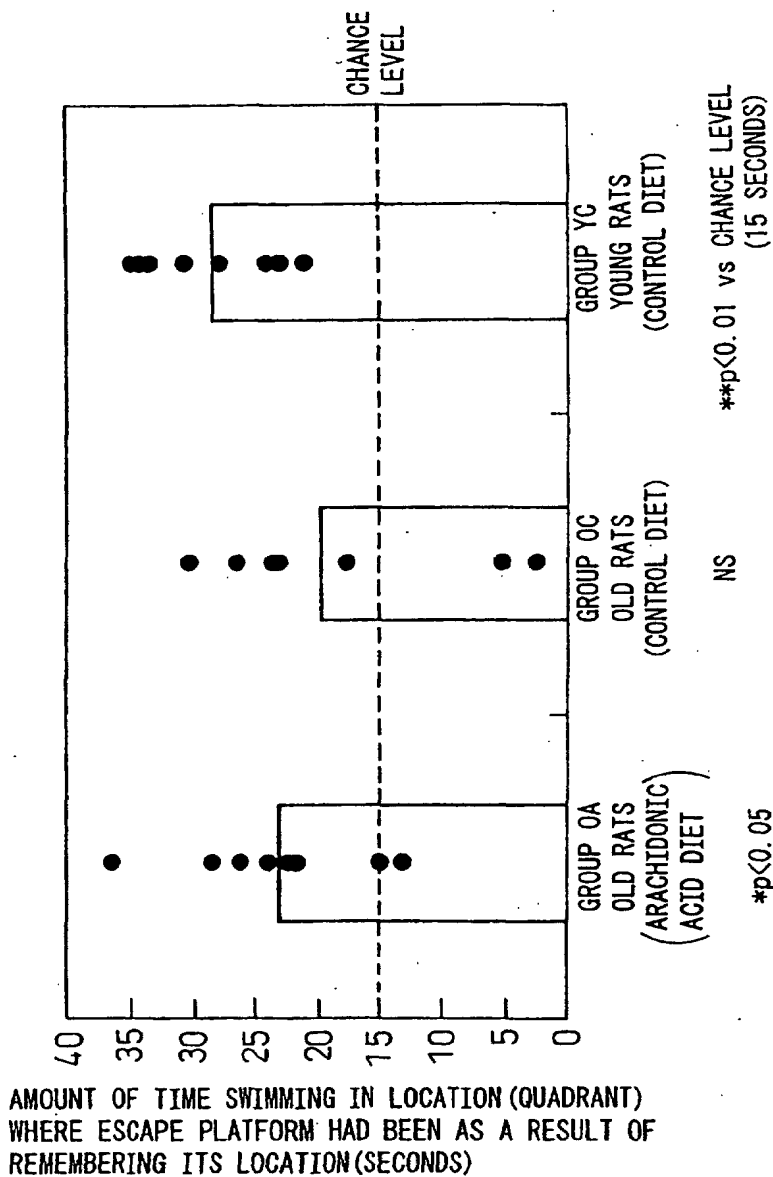 AMOUNT OF TIME SWIMMING IN LOCATION(QUADRANT)
WHERE ESCAPE PLATFORM HAD BEEN AS A RESULT OF
REMEMBERING ITS LOCATION(SECONDS)
40
35
30
25
20
15
10
5
0
CHANCE
LEVEL
GROUP OA
OLD RATS
(ARACHIDONIC
ACID DIET)
*p<0.05
GROUP OC
OLD RATS
(CONTROL DIET)
NS
GROUP YC
YOUNG RATS
(CONTROL DIET)
**p<0.01 vs CHANCE LEVEL
(15 SECONDS)